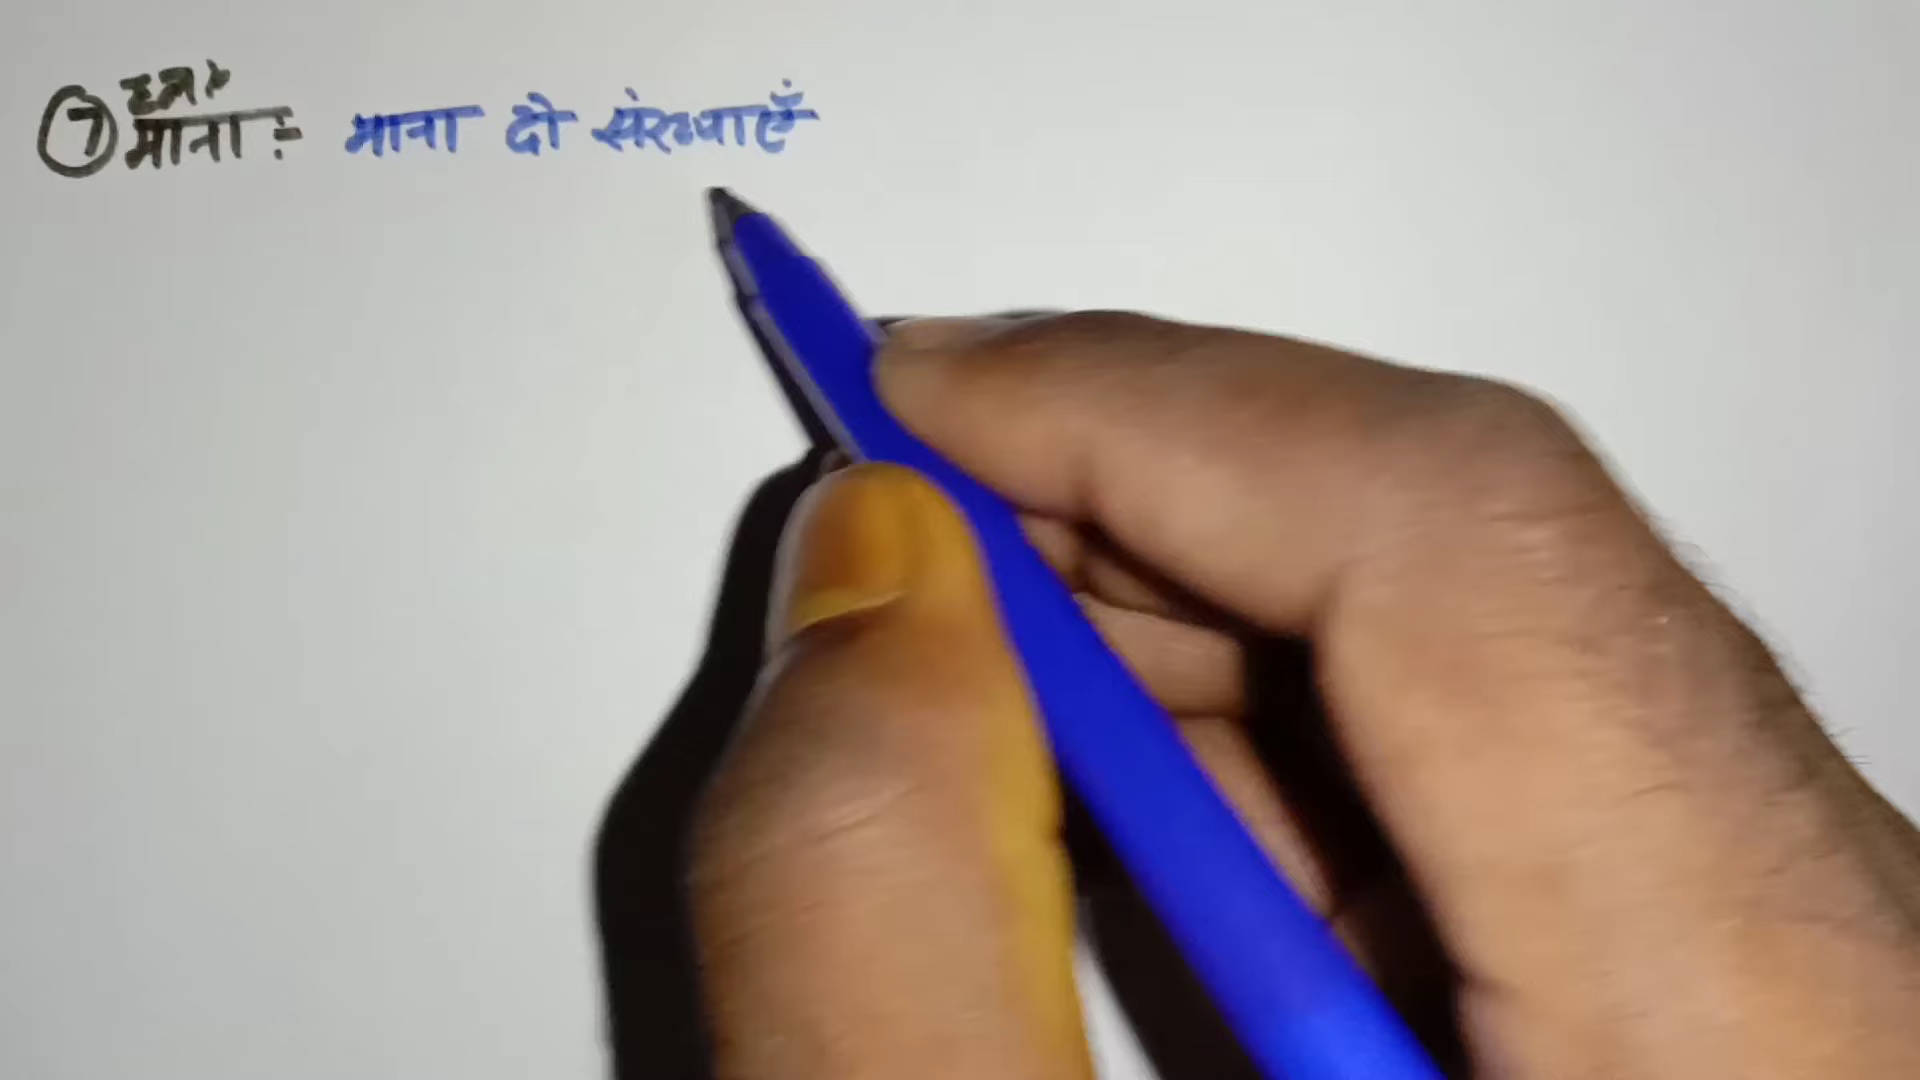 हल
⑦ माना :- माना दो संख्याएँ